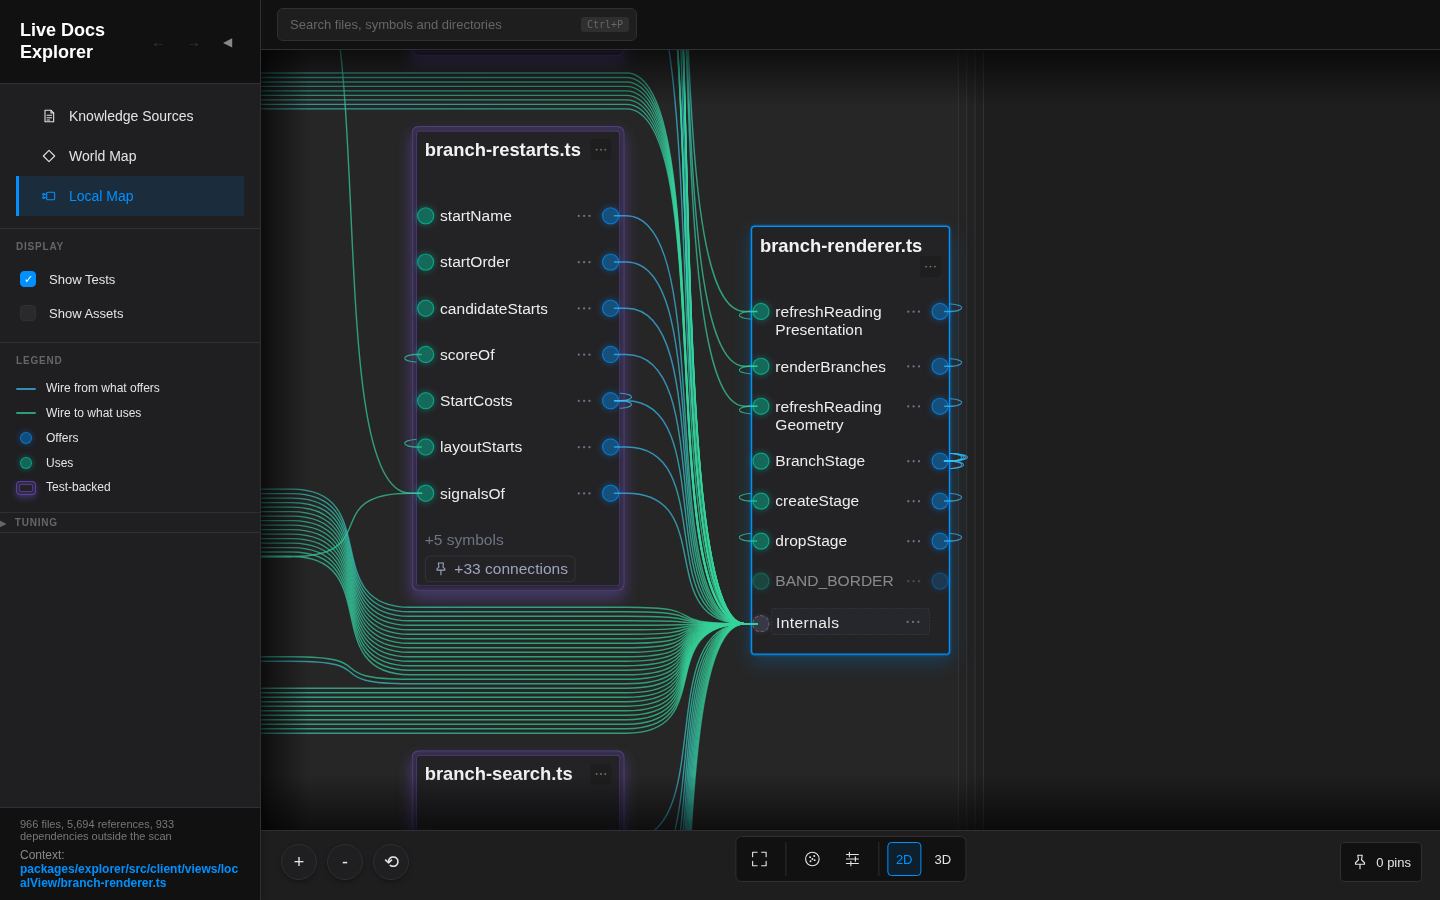 Live Docs
Explorer
Search files, symbols and directories
Ctrl+P
Knowledge Sources
World Map
Local Map
DISPLAY
Show Tests
Show Assets
LEGEND
Wire from what offers
Wire to what uses
Offers
Uses
Test-backed
TUNING
966 files, 5,694 references, 933
dependencies outside the scan
Context:
packages/explorer/src/client/views/loc
alView/branch-renderer.ts
branch-restarts.ts
startName
startOrder
candidateStarts
scoreOf
StartCosts
layoutStarts
signalsOf
+5 symbols
+33 connections
branch-search.ts
branch-renderer.ts
refreshReading
Presentation
renderBranches
refreshReading
Geometry
BranchStage
createStage
dropStage
BAND_BORDER
Internals
+
-
2D
3D
0 pins